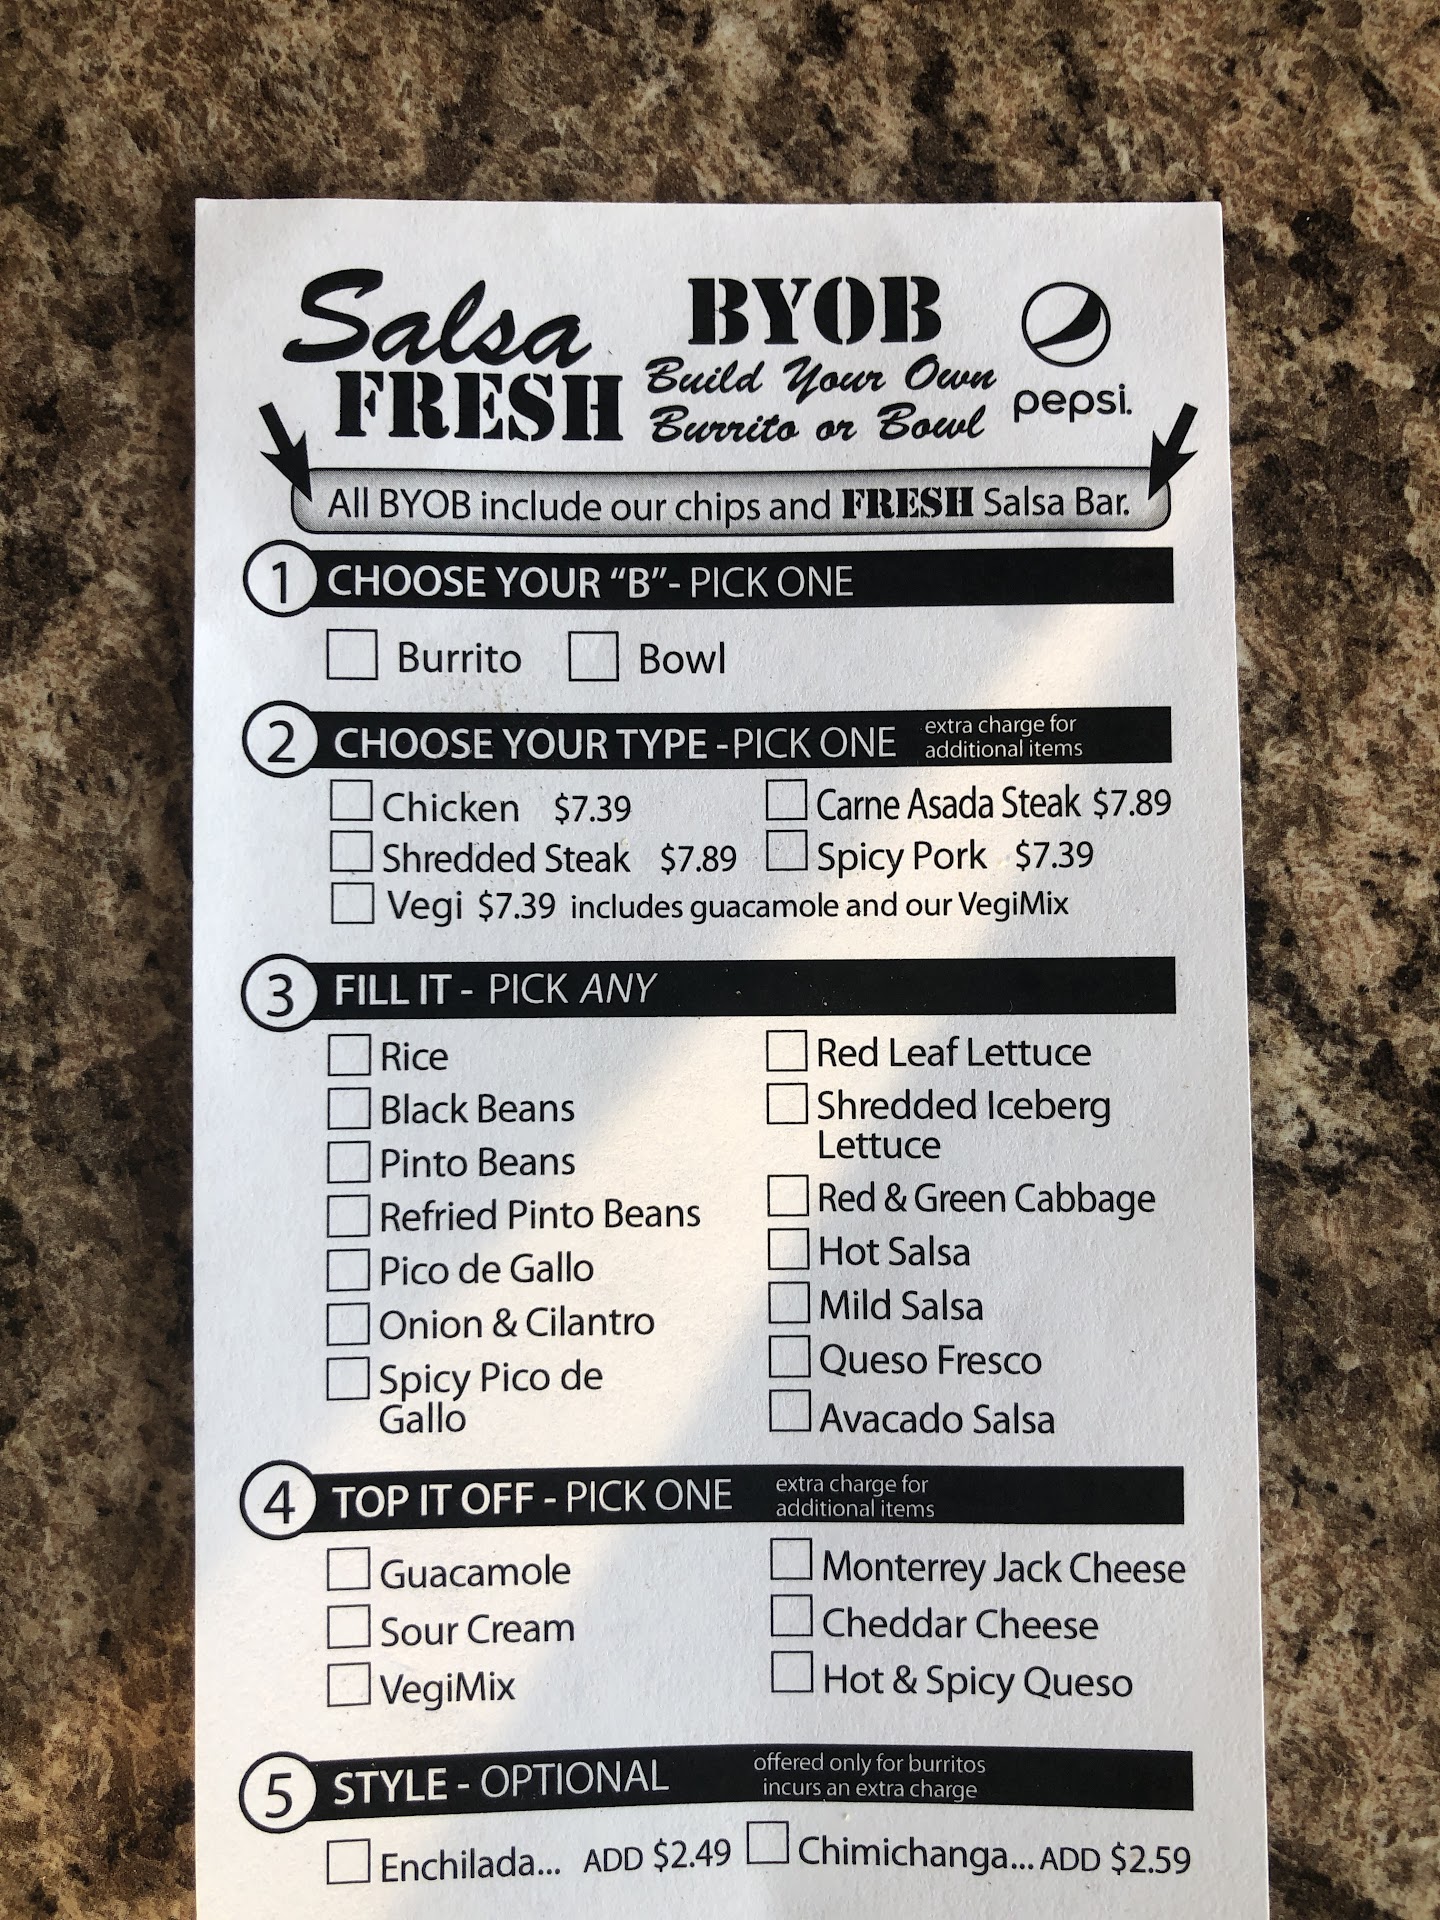 Salsa FRESH
BYOB
Build Your Own
Burrito or Bowl
pepsi.
All BYOB include our chips and FRESH Salsa Bar.
1 CHOOSE YOUR “B”- PICK ONE
Burrito Bowl
2 CHOOSE YOUR TYPE -PICK ONE extra charge for additional items
Chicken $7.39 Carne Asada Steak $7.89
Shredded Steak $7.89 Spicy Pork $7.39
Vegi $7.39 includes guacamole and our VegiMix
3 FILL IT - PICK ANY
Rice
Black Beans
Pinto Beans
Refried Pinto Beans
Pico de Gallo
Onion & Cilantro
Spicy Pico de
Gallo
Red Leaf Lettuce
Shredded Iceberg
Lettuce
Red & Green Cabbage
Hot Salsa
Mild Salsa
Queso Fresco
Avacado Salsa
4 TOP IT OFF - PICK ONE extra charge for additional items
Guacamole
Sour Cream
VegiMix
Monterrey Jack Cheese
Cheddar Cheese
Hot & Spicy Queso
5 STYLE - OPTIONAL offered only for burritos incurs an extra charge
Enchilada... ADD $2.49 Chimichanga... ADD $2.59